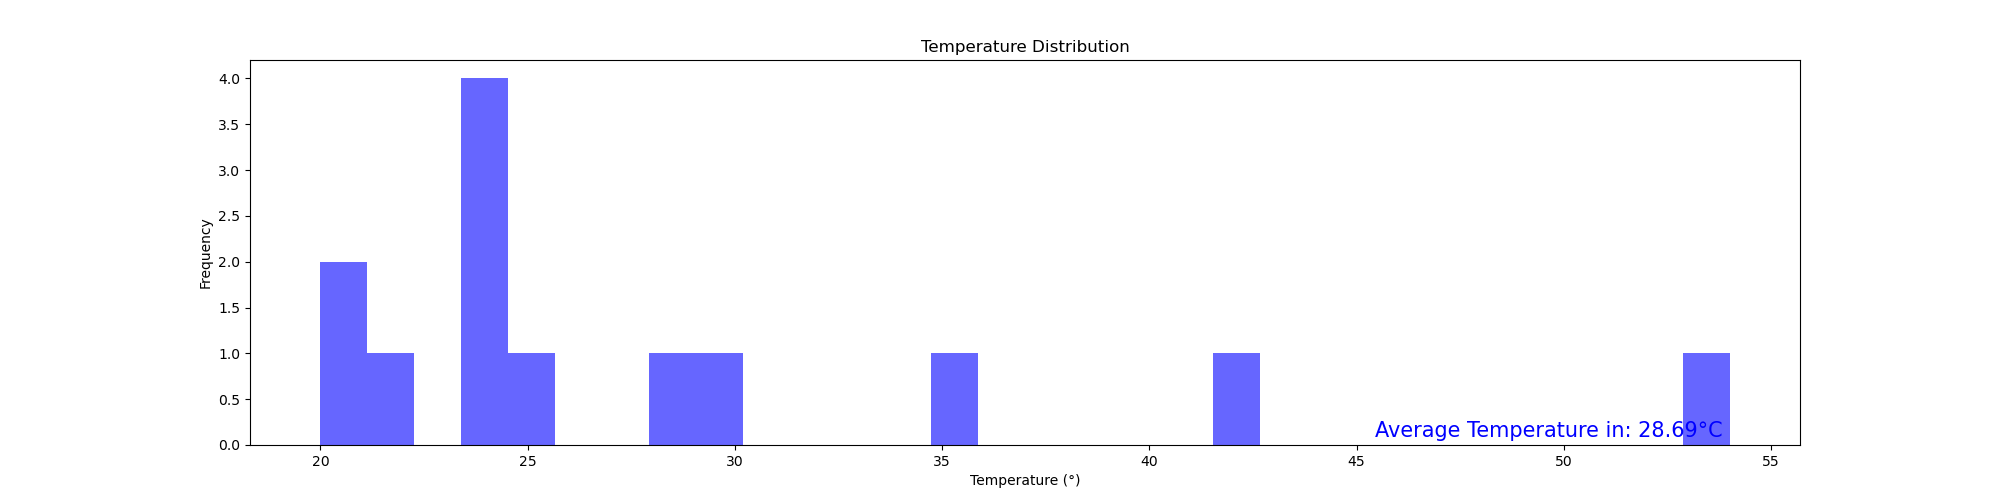 Temperature Distribution
4.0
3.5
3.0
2.5
2.0
1.5
1.0
0.5
0.0
Frequency
Average Temperature in: 28.69°C
20 25 30 35 40 45 50 55
Temperature (°)